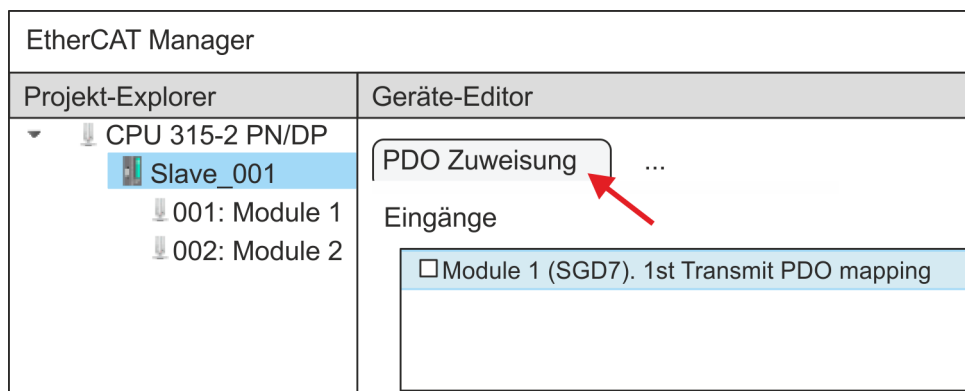 EtherCAT Manager
Projekt-Explorer
Geräte-Editor
CPU 315-2 PN/DP
Slave_001
001: Module 1
002: Module 2
PDO Zuweisung
...
Eingänge
Module 1 (SGD7). 1st Transmit PDO mapping